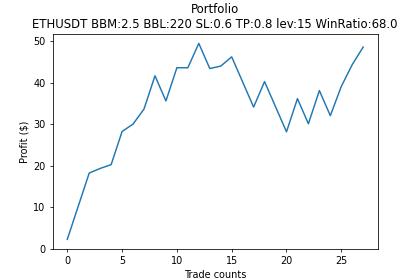 Portfolio
ETHUSDT BBM:2.5 BBL:220 SL:0.6 TP:0.8 lev:15 WinRatio:68.0
Profit ($)
50
40
30
20
10
0
0 5 10 15 20 25
Trade counts